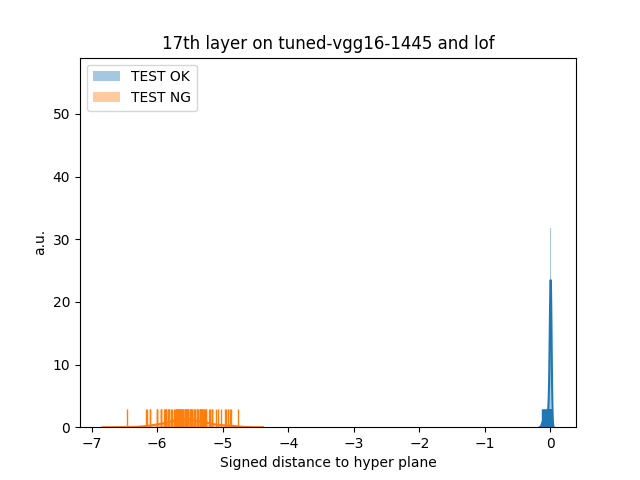 17th layer on tuned-vgg16-1445 and lof
TEST OK
TEST NG
50
40
30
20
10
0
a.u.
−7 −6 −5 −4 −3 −2 −1 0
Signed distance to hyper plane